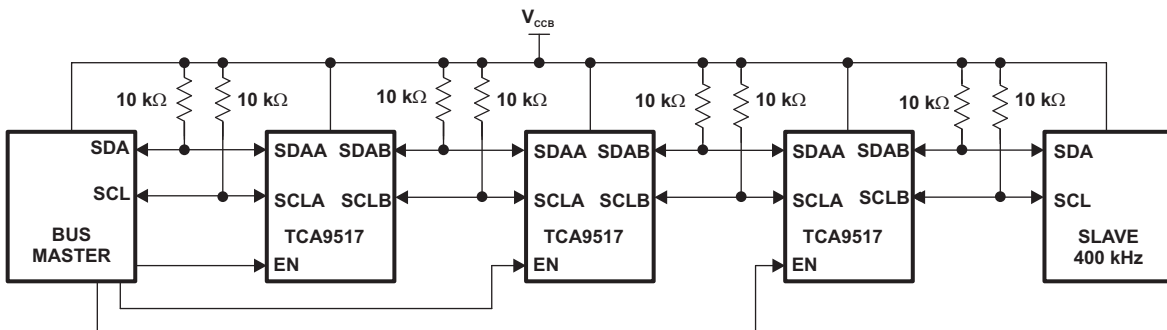 V_CCB
10 kΩ 10 kΩ 10 kΩ 10 kΩ 10 kΩ 10 kΩ 10 kΩ 10 kΩ
SDA SDAA SDAB SDAA SDAB SDAA SDAB SDA
SCL SCLA SCLB SCLA SCLB SCLA SCLB SCL
BUS
MASTER
TCA9517 TCA9517 TCA9517
SLAVE
400 kHz
EN EN EN